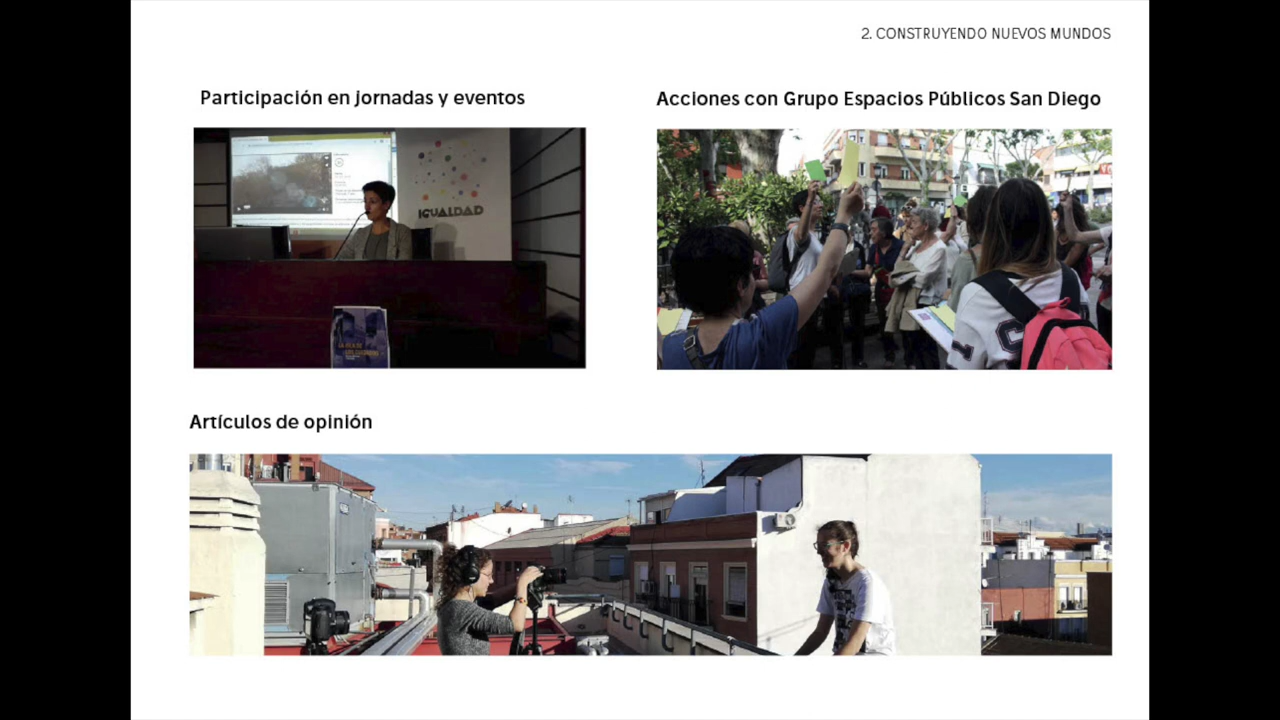 2. CONSTRUYENDO NUEVOS MUNDOS
Participación en jornadas y eventos
Acciones con Grupo Espacios Públicos San Diego
IGUALDAD
Artículos de opinión